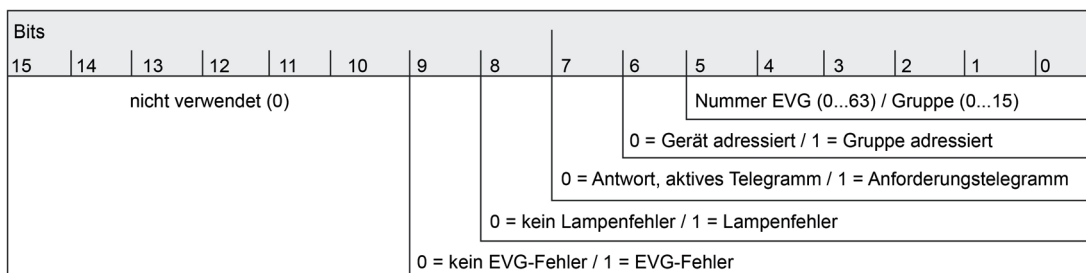 Bits
15 14 13 12 11 10 9 8 7 6 5 4 3 2 1 0
nicht verwendet (0) Nummer EVG (0...63) / Gruppe (0...15)
0 = Gerät adressiert / 1 = Gruppe adressiert
0 = Antwort, aktives Telegramm / 1 = Anforderungstelegramm
0 = kein Lampenfehler / 1 = Lampenfehler
0 = kein EVG-Fehler / 1 = EVG-Fehler